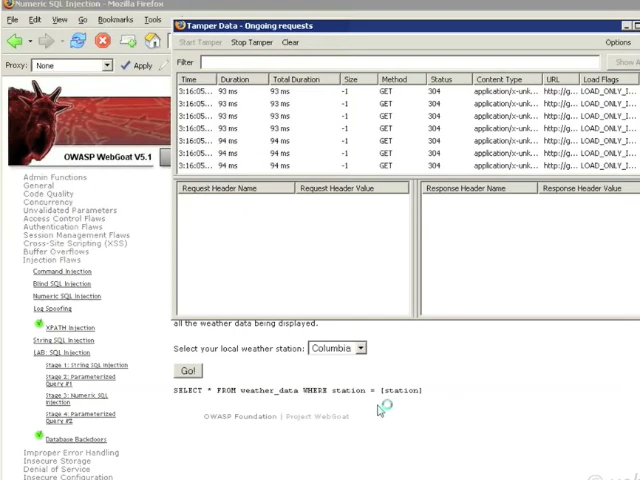 Numeric SQL Injection - Mozilla Firefox
File Edit View Go Bookmarks Tools
Proxy: None Apply
OWASP WebGoat V5.1
Admin Functions
General
Code Quality
Concurrency
Unvalidated Parameters
Access Control Flaws
Authentication Flaws
Session Management Flaws
Cross-Site Scripting (XSS)
Buffer Overflows
Injection Flaws
Command Injection
Blind SQL Injection
Numeric SQL Injection
Log Spoofing
XPATH Injection
String SQL Injection
LAB: SQL Injection
Stage 1: String SQL Injection
Stage 2: Parameterized
Query #1
Stage 3: Numeric SQL
Injection
Stage 4: Parameterized
Query #2
Database Backdoors
Improper Error Handling
Insecure Storage
Denial of Service
Insecure Configuration
Tamper Data - Ongoing requests
Start Tamper Stop Tamper Clear Options
Filter Show A
Time Duration Total Duration Size Method Status Content Type URL Load Flags
3:16:05... 93 ms 93 ms -1 GET 304 application/x-unk... http://g... LOAD_ONLY_I...
3:16:05... 93 ms 93 ms -1 GET 304 application/x-unk... http://g... LOAD_ONLY_I...
3:16:05... 93 ms 93 ms -1 GET 304 application/x-unk... http://g... LOAD_ONLY_I...
3:16:05... 93 ms 93 ms -1 GET 304 application/x-unk... http://g... LOAD_ONLY_I...
3:16:05... 94 ms 94 ms -1 GET 304 application/x-unk... http://g... LOAD_ONLY_I...
3:16:05... 94 ms 94 ms -1 GET 304 application/x-unk... http://g... LOAD_ONLY_I...
3:16:05... 94 ms 94 ms -1 GET 304 application/x-unk... http://g... LOAD_ONLY_I...
Request Header Name Request Header Value Response Header Name Response Header Value
all the weather data being displayed.
Select your local weather station: Columbia
Go!
SELECT * FROM weather_data WHERE station = [station]
OWASP Foundation | Project WebGoat